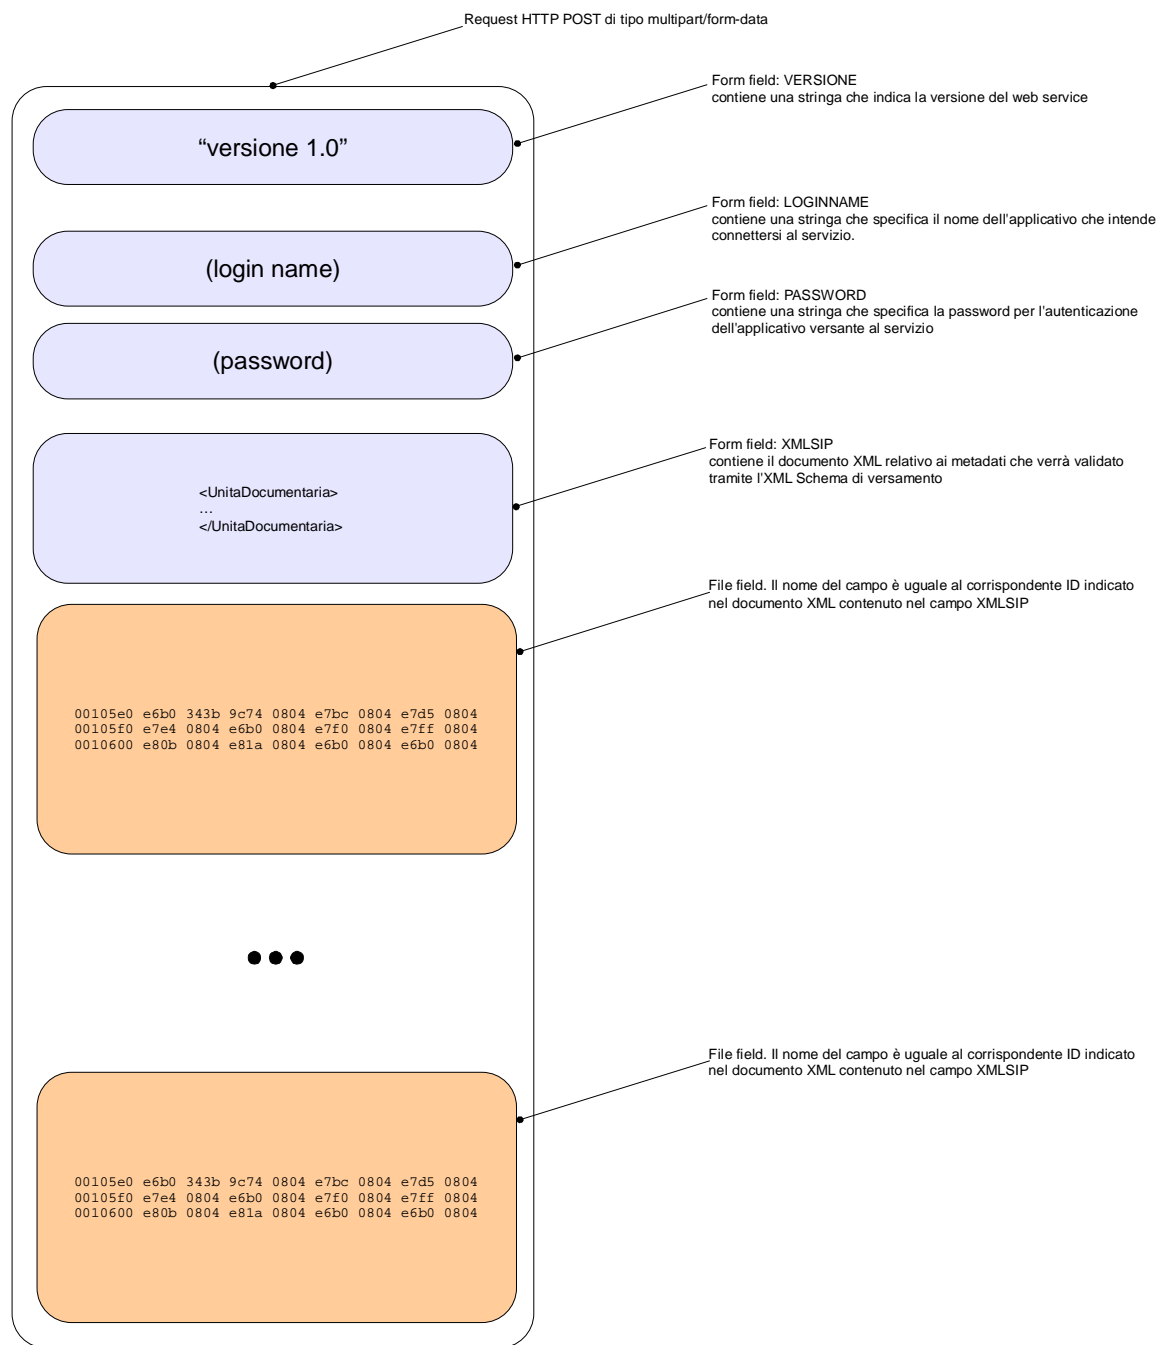 Request HTTP POST di tipo multipart/form-data
Form field: VERSIONE
contiene una stringa che indica la versione del web service
“versione 1.0”
Form field: LOGINNAME
contiene una stringa che specifica il nome dell'applicativo che intende
connettersi al servizio.
(login name)
Form field: PASSWORD
contiene una stringa che specifica la password per l'autenticazione
dell'applicativo versante al servizio
(password)
Form field: XMLSIP
contiene il documento XML relativo ai metadati che verrà validato
tramite l'XML Schema di versamento
<UnitaDocumentaria>
…
</UnitaDocumentaria>
File field. Il nome del campo è uguale al corrispondente ID indicato
nel documento XML contenuto nel campo XMLSIP
00105e0 e6b0 343b 9c74 0804 e7bc 0804 e7d5 0804
00105f0 e7e4 0804 e6b0 0804 e7f0 0804 e7ff 0804
0010600 e80b 0804 e81a 0804 e6b0 0804 e6b0 0804
File field. Il nome del campo è uguale al corrispondente ID indicato
nel documento XML contenuto nel campo XMLSIP
00105e0 e6b0 343b 9c74 0804 e7bc 0804 e7d5 0804
00105f0 e7e4 0804 e6b0 0804 e7f0 0804 e7ff 0804
0010600 e80b 0804 e81a 0804 e6b0 0804 e6b0 0804